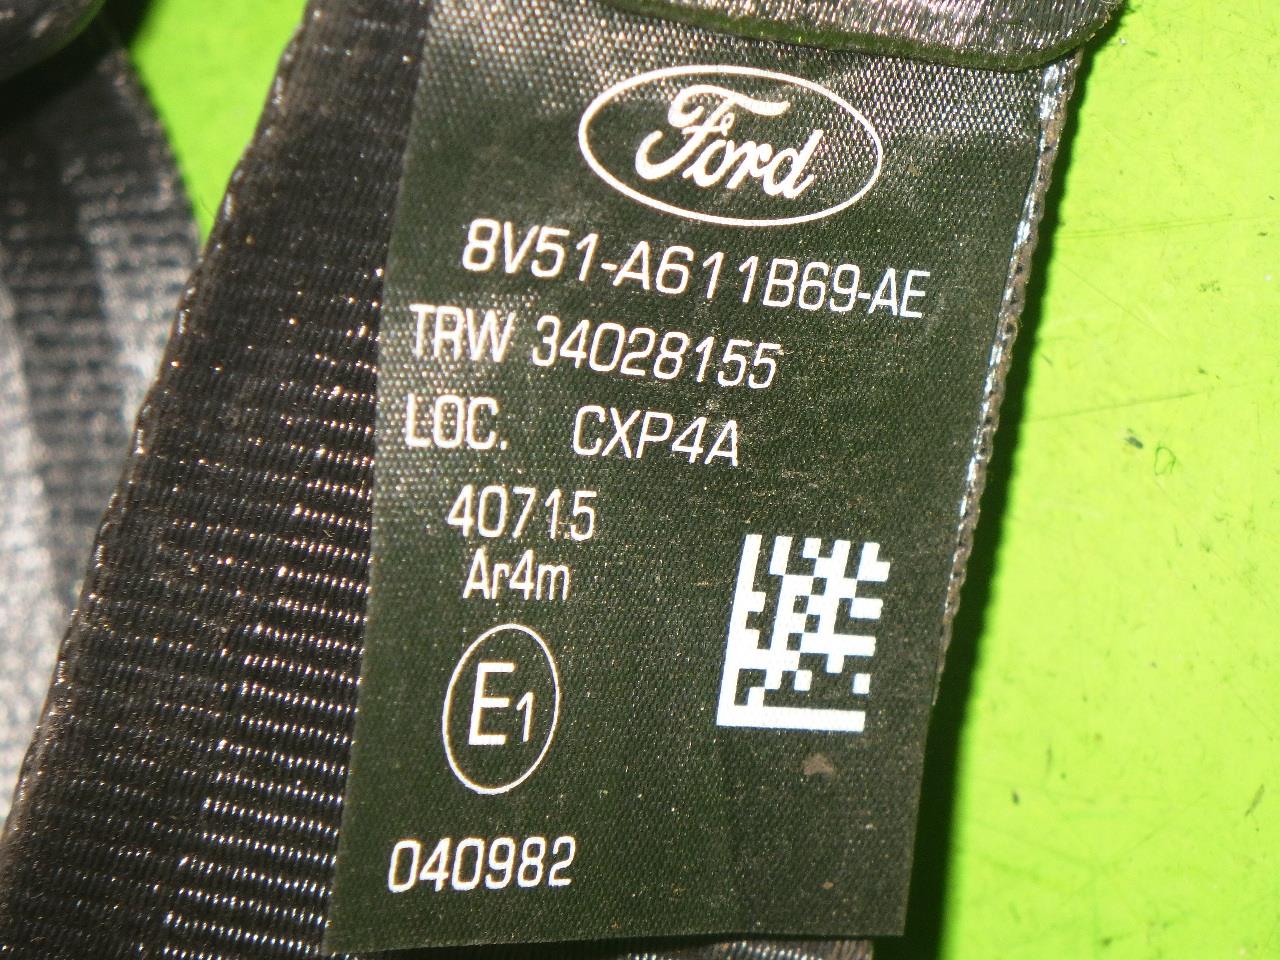 Ford
8V51-A611B69-AE
TRW 34028155
LOC. CXP4A
40715
Ar4m
E1
040982